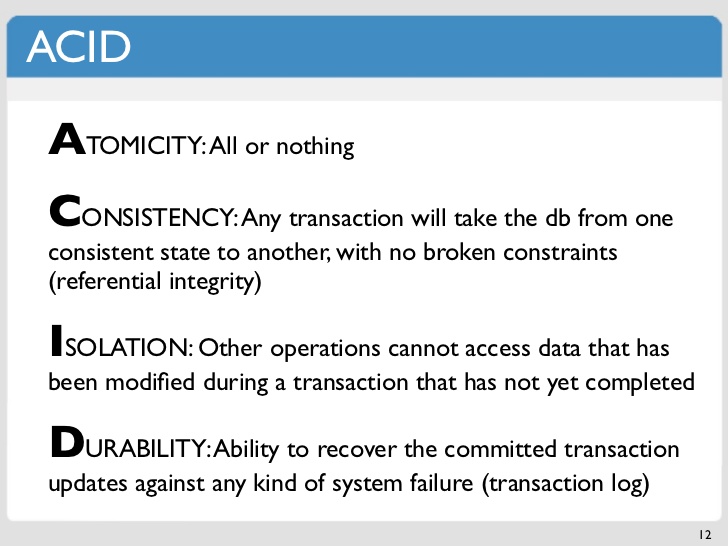 ACID
ATOMICITY: All or nothing
CONSISTENCY: Any transaction will take the db from one
consistent state to another, with no broken constraints
(referential integrity)
ISOLATION: Other operations cannot access data that has
been modified during a transaction that has not yet completed
DURABILITY: Ability to recover the committed transaction
updates against any kind of system failure (transaction log)
12